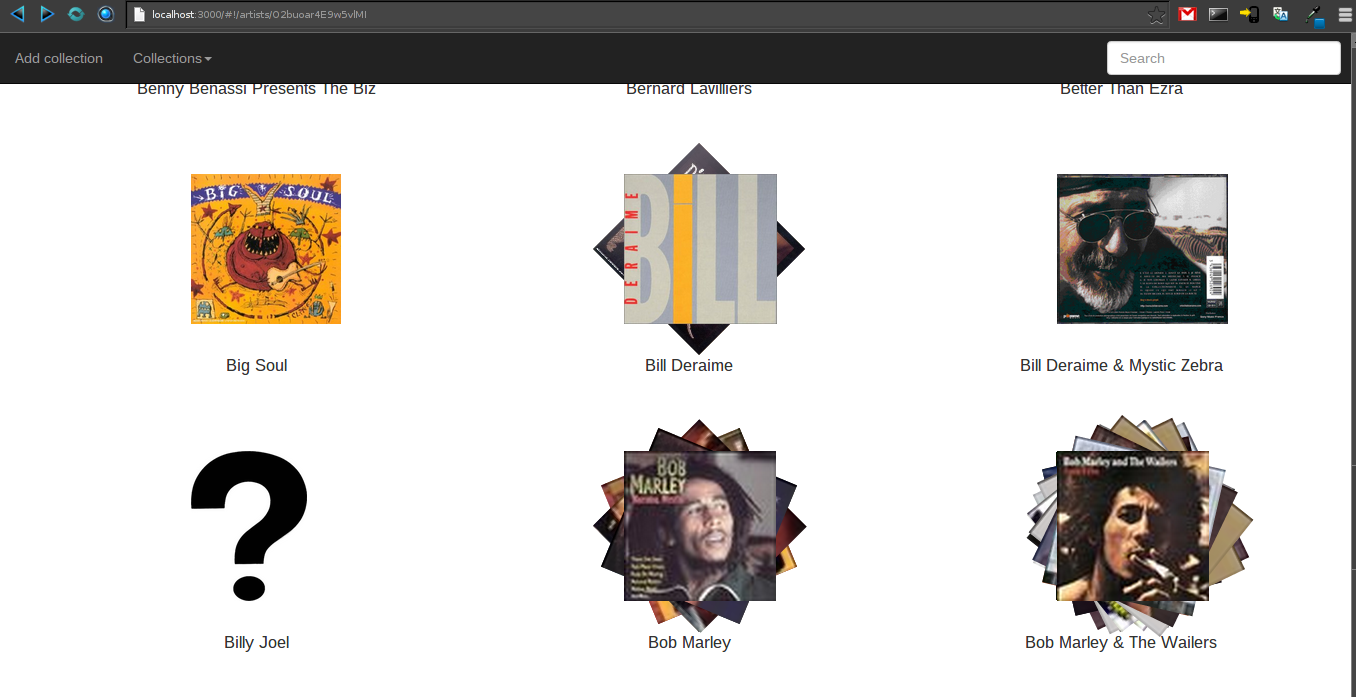 localhost:3000/#!/artists/O2buoar4E9w5vlMI
Add collection Collections Search
Benny Benassi Presents The Biz Bernard Lavilliers Better Than Ezra
BIG SOUL
BILL
DERAIME
Big Soul Bill Deraime Bill Deraime & Mystic Zebra
?
BOB
MARLEY
Bob Marley and The Wailers
Billy Joel Bob Marley Bob Marley & The Wailers